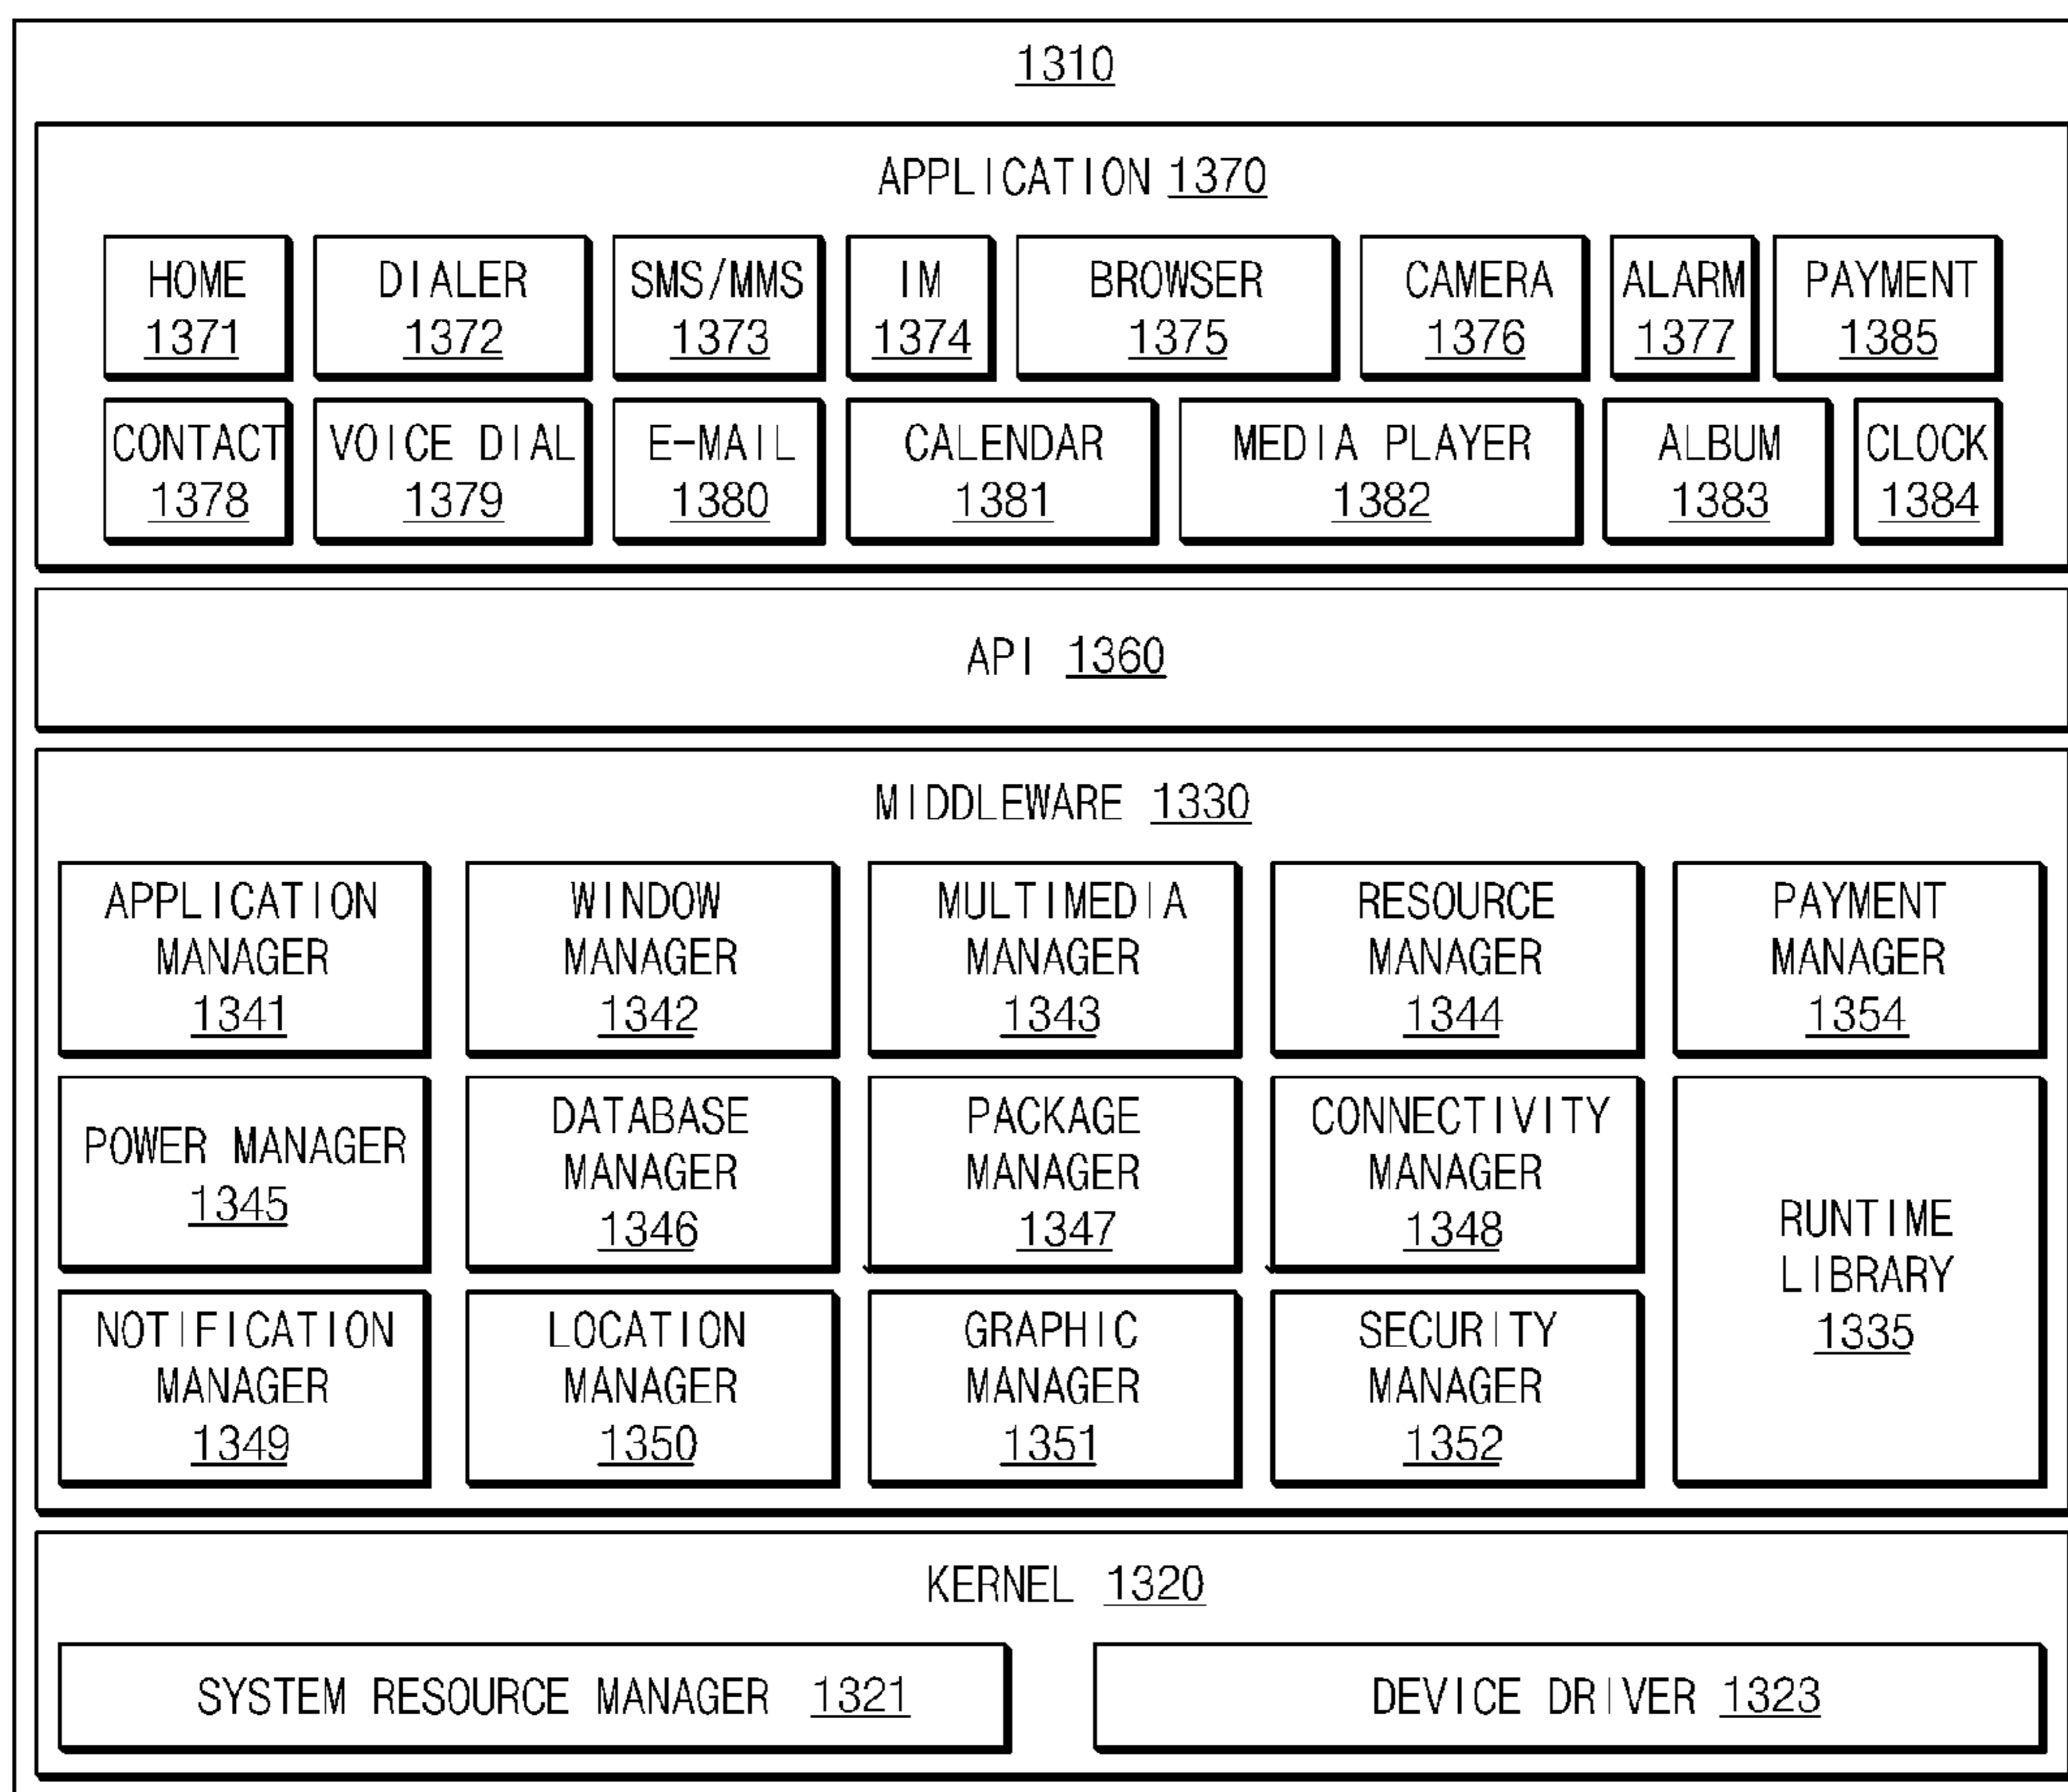 1310
APPLICATION 1370
HOME
1371
DIALER
1372
SMS/MMS
1373
IM
1374
BROWSER
1375
CAMERA
1376
ALARM
1377
PAYMENT
1385
CONTACT
1378
VOICE DIAL
1379
E-MAIL
1380
CALENDAR
1381
MEDIA PLAYER
1382
ALBUM
1383
CLOCK
1384
API 1360
MIDDLEWARE 1330
APPLICATION
MANAGER
1341
WINDOW
MANAGER
1342
MULTIMEDIA
MANAGER
1343
RESOURCE
MANAGER
1344
PAYMENT
MANAGER
1354
POWER MANAGER
1345
DATABASE
MANAGER
1346
PACKAGE
MANAGER
1347
CONNECTIVITY
MANAGER
1348
RUNTIME
LIBRARY
1335
NOTIFICATION
MANAGER
1349
LOCATION
MANAGER
1350
GRAPHIC
MANAGER
1351
SECURITY
MANAGER
1352
KERNEL 1320
SYSTEM RESOURCE MANAGER 1321
DEVICE DRIVER 1323